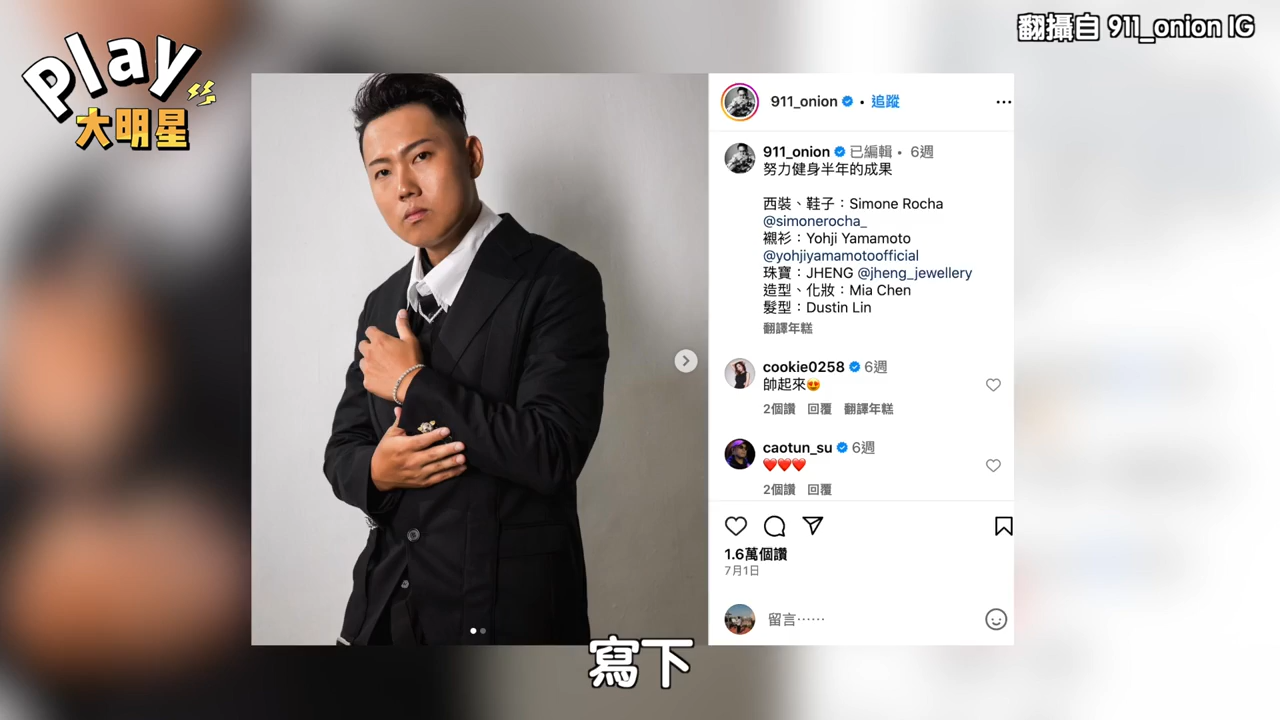 Play
大明星
翻攝自 911_onion IG
911_onion • 追蹤
911_onion 已編輯 • 6週
努力健身半年的成果
西裝、鞋子：Simone Rocha
@simonerocha_
襯衫：Yohji Yamamoto
@yohjiyamamotoofficial
珠寶：JHENG @jheng_jewellery
造型、化妝：Mia Chen
髮型：Dustin Lin
翻譯年糕
cookie0258 6週
帥起來😍
2個讚 回覆 翻譯年糕
caotun_su 6週
❤️❤️❤️
2個讚 回覆
1.6萬個讚
7月1日
留言⋯⋯
寫下